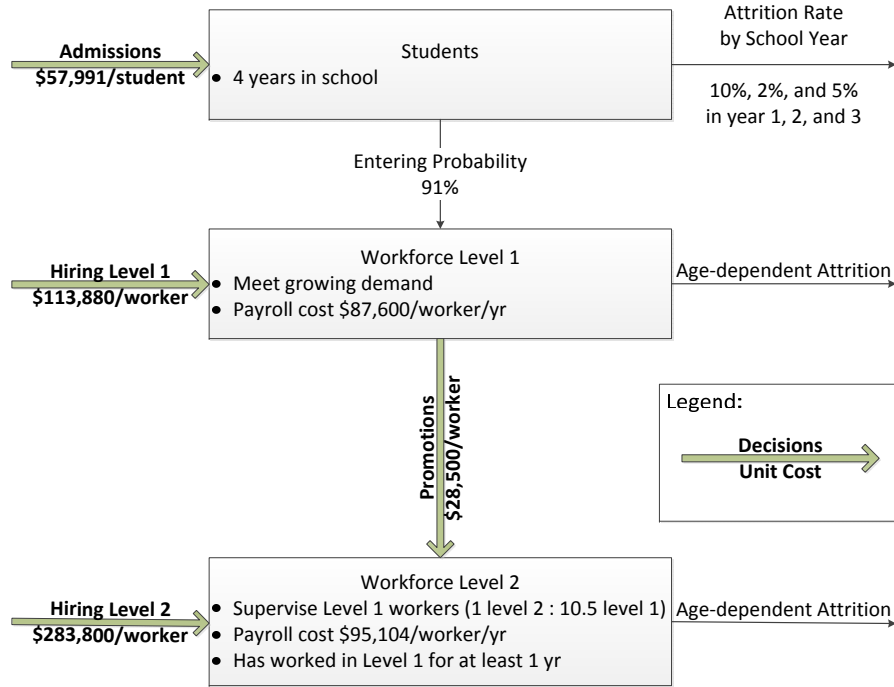 Admissions
$57,991/student
Students
• 4 years in school
Attrition Rate
by School Year
10%, 2%, and 5%
in year 1, 2, and 3
Entering Probability
91%
Hiring Level 1
$113,880/worker
Workforce Level 1
• Meet growing demand
• Payroll cost $87,600/worker/yr
Age-dependent Attrition
Promotions
$28,500/worker
Legend:
Decisions
Unit Cost
Hiring Level 2
$283,800/worker
Workforce Level 2
• Supervise Level 1 workers (1 level 2 : 10.5 level 1)
• Payroll cost $95,104/worker/yr
• Has worked in Level 1 for at least 1 yr
Age-dependent Attrition